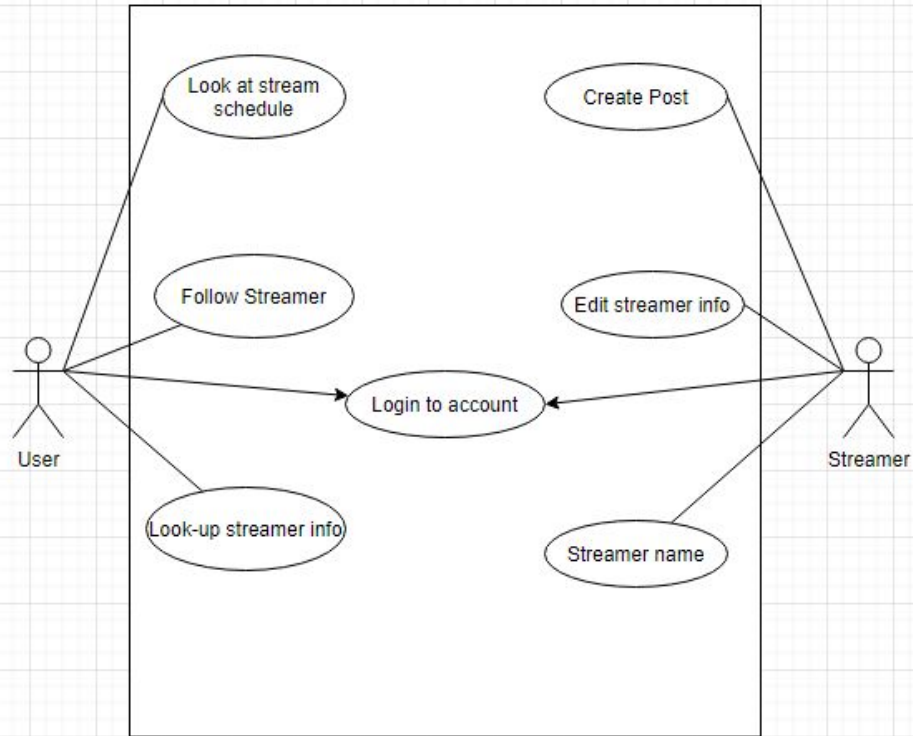 Look at stream
schedule
Create Post
Follow Streamer
Edit streamer info
Login to account
User
Streamer
Look-up streamer info
Streamer name